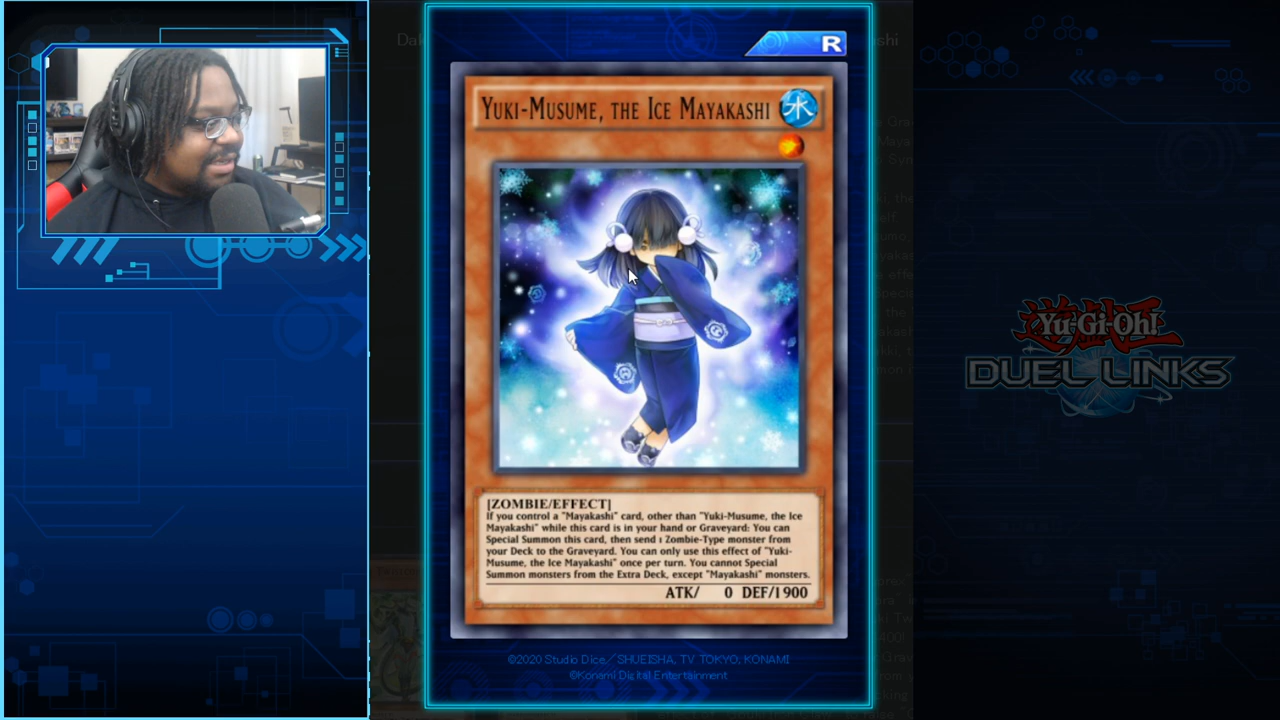 R
Yuki-Musume, the Ice Mayakashi
水
[ZOMBIE/EFFECT]
If you control a "Mayakashi" card, other than "Yuki-Musume, the Ice
Mayakashi" while this card is in your hand or Graveyard: You can
Special Summon this card, then send 1 Zombie-Type monster from
your Deck to the Graveyard. You can only use this effect of "Yuki-
Musume, the Ice Mayakashi" once per turn. You cannot Special
Summon monsters from the Extra Deck, except "Mayakashi" monsters.
ATK/ 0 DEF/1900
©2020 Studio Dice／SHUEISHA, TV TOKYO, KONAMI
©Konami Digital Entertainment
Yu-Gi-Oh!
DUEL LINKS